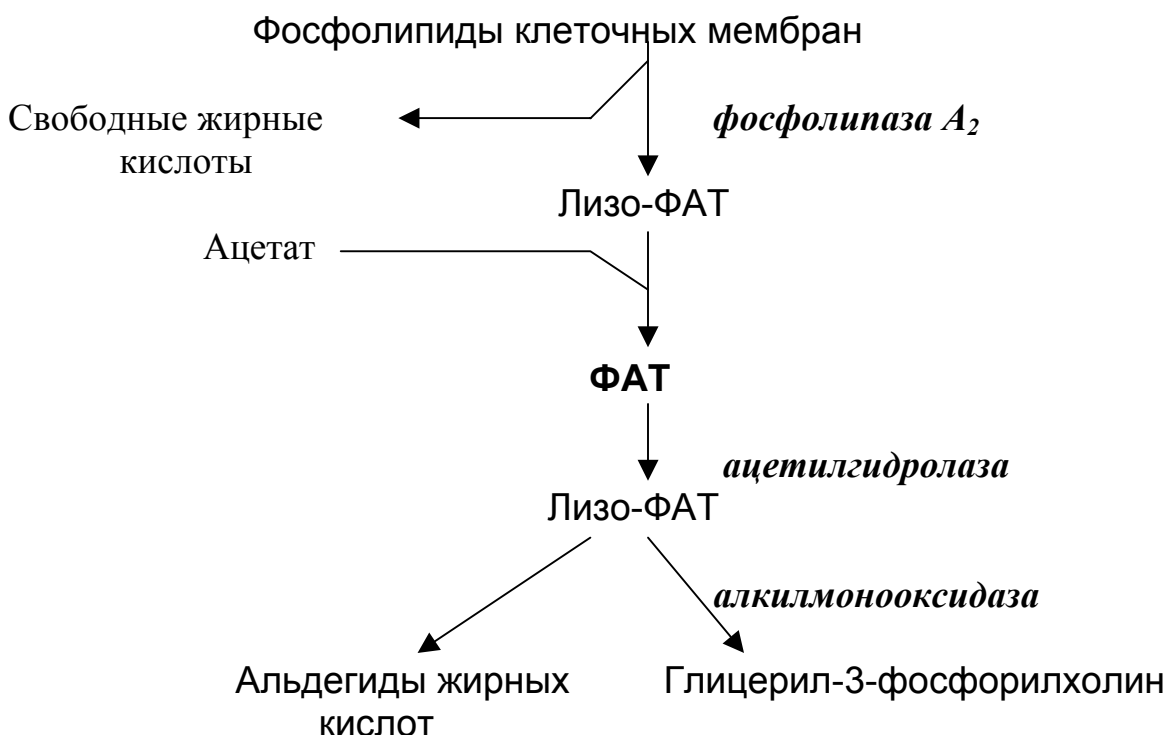 Фосфолипиды клеточных мембран
Свободные жирные
кислоты
фосфолипаза А₂
Лизо-ФАТ
Ацетат
ФАТ
ацетилгидролаза
Лизо-ФАТ
алкилмонооксидаза
Альдегиды жирных
кислот
Глицерил-3-фосфорилхолин